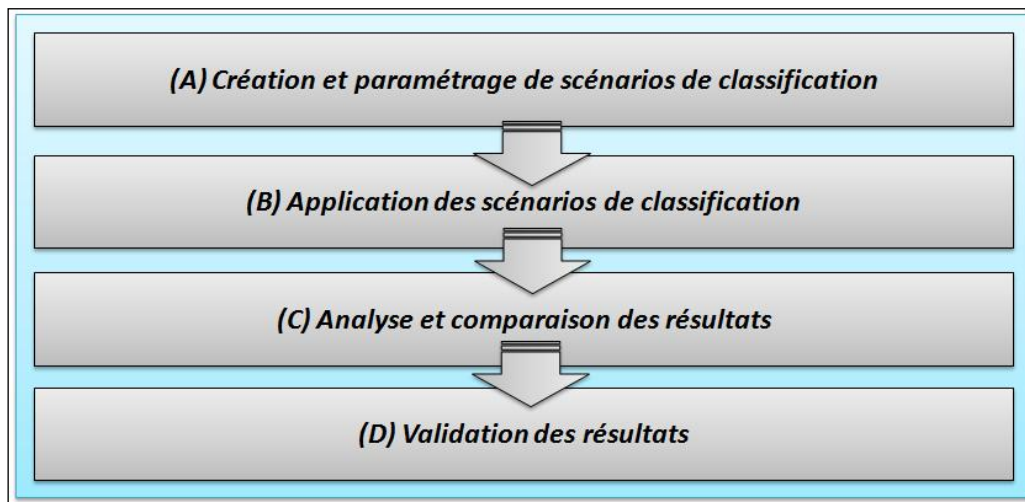 (A) Création et paramétrage de scénarios de classification
(B) Application des scénarios de classification
(C) Analyse et comparaison des résultats
(D) Validation des résultats